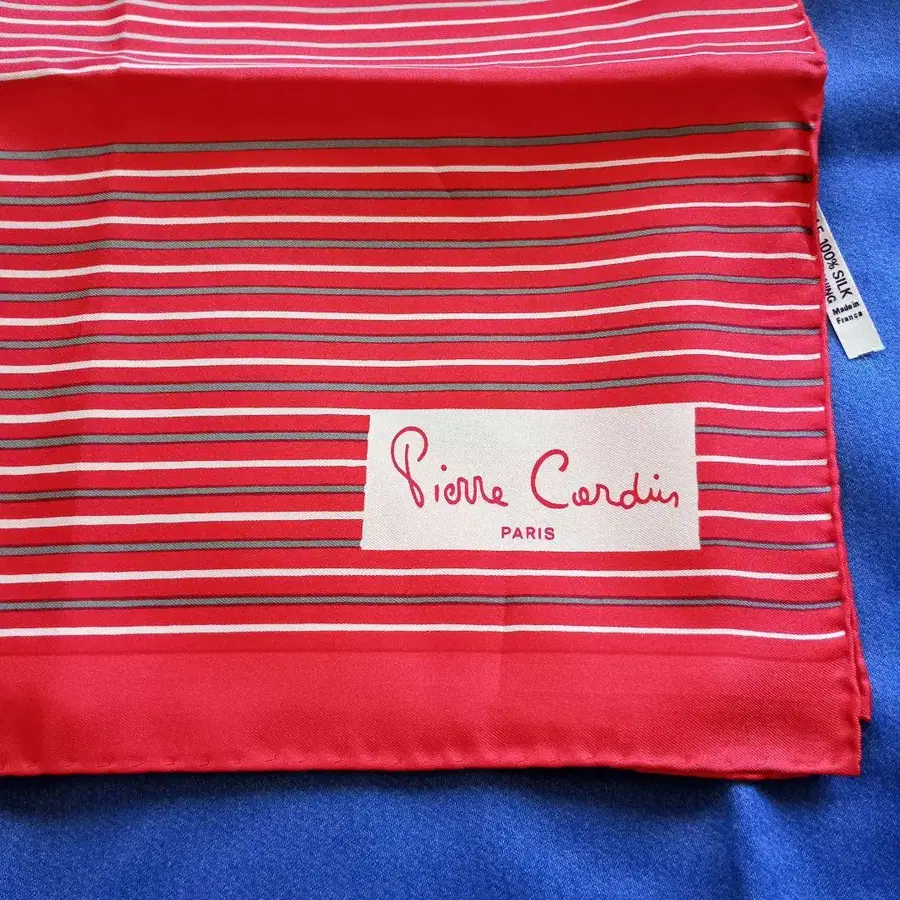 100% SILK
Made in
France
Pierre Cardin
PARIS